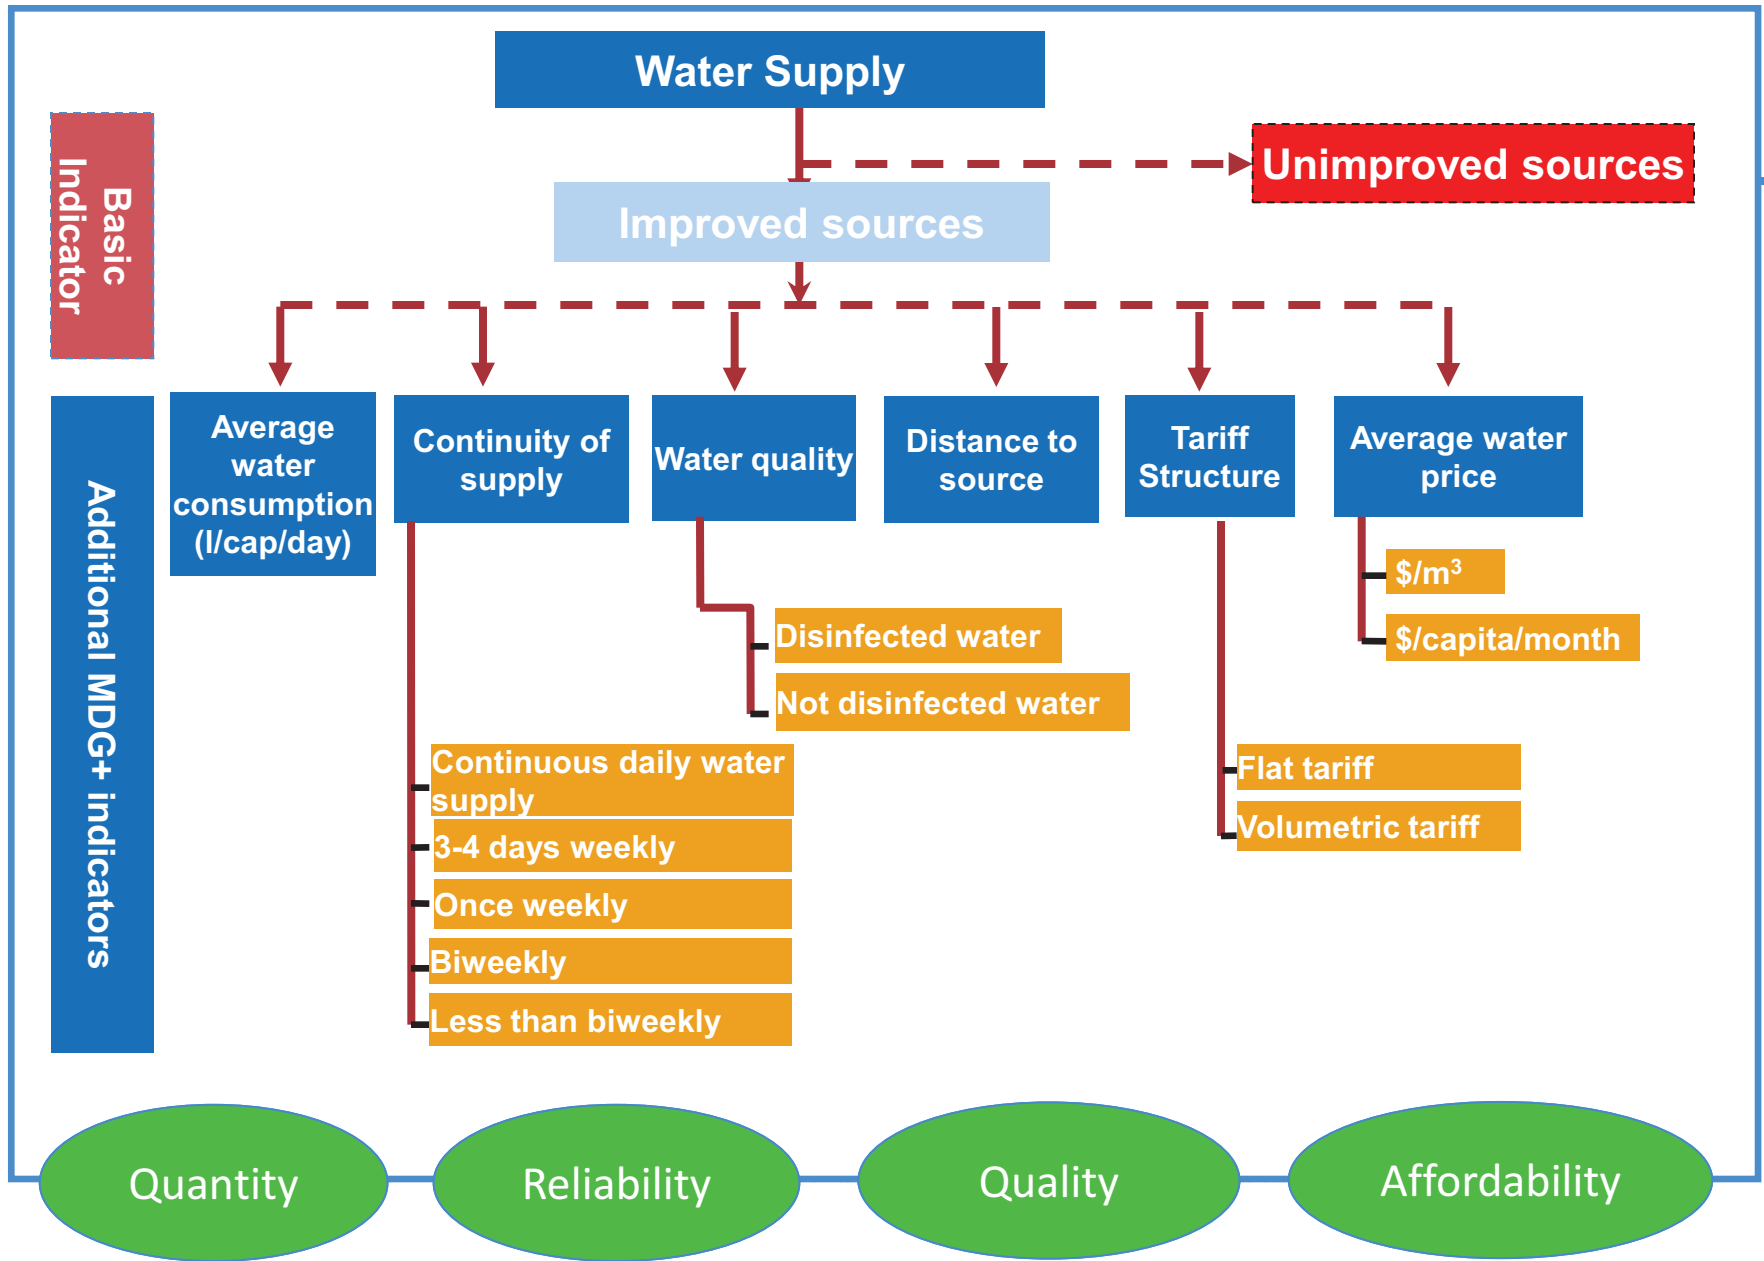 Water Supply
Unimproved sources
Improved sources
Basic
Indicator
Average
water
consumption
(l/cap/day)
Continuity of
supply
Water quality
Distance to
source
Tariff
Structure
Average water
price
Additional MDG+ indicators
$/m³
$/capita/month
Disinfected water
Not disinfected water
Continuous daily water
supply
3-4 days weekly
Once weekly
Biweekly
Less than biweekly
Flat tariff
Volumetric tariff
Quantity
Reliability
Quality
Affordability